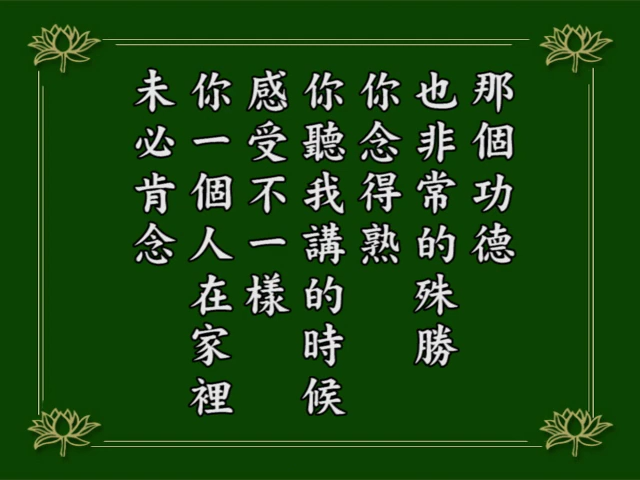 那個功德
也非常的殊勝
你念得熟
你聽我講的時候
感受不一樣
你一個人在家裡
未必肯念